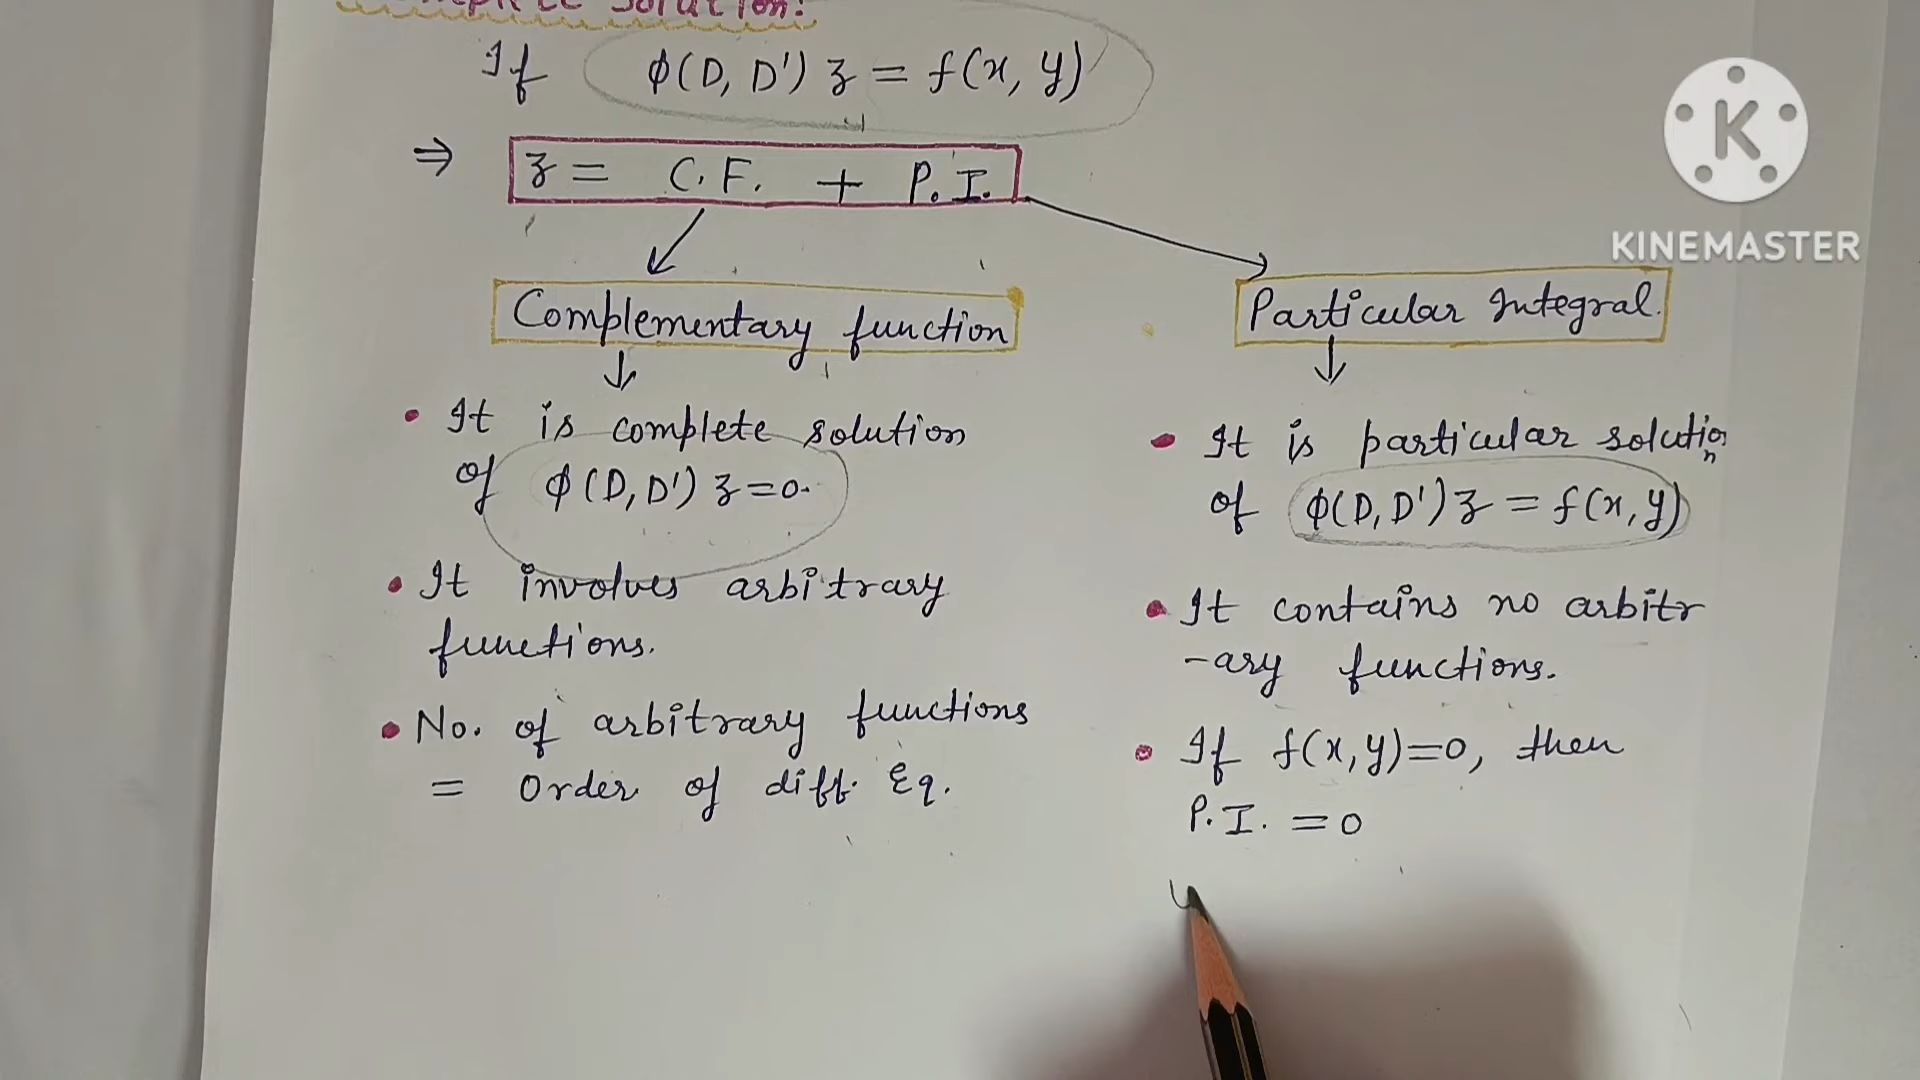 Complete Solution:
If ϕ(D, D') z = f(x, y)
⇒ z = C.F. + P.I.
Complementary function
• It is complete solution
of ϕ(D, D') z = 0.
• It involves arbitrary
functions.
• No. of arbitrary functions
= Order of diff. Eq.
Particular Integral.
• It is particular solution
of ϕ(D, D') z = f(x, y)
• It contains no arbitr
-ary functions.
• If f(x, y) = 0, then
P.I. = 0
K
KINEMASTER